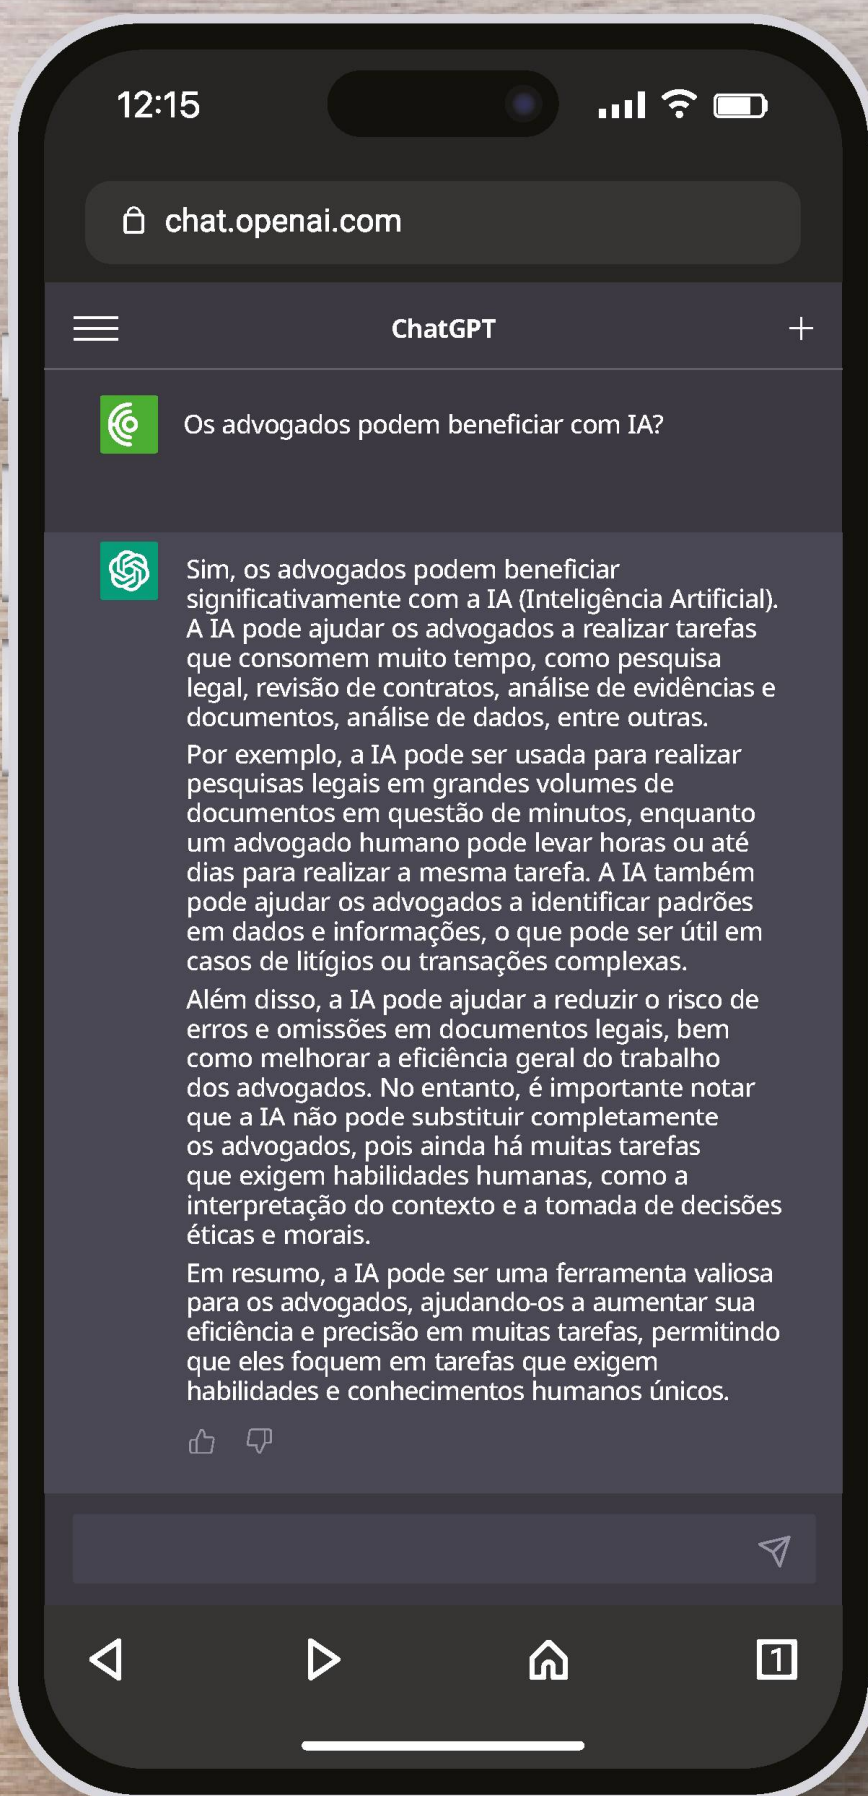 12:15
chat.openai.com
ChatGPT
Os advogados podem beneficiar com IA?
Sim, os advogados podem beneficiar
significativamente com a IA (Inteligência Artificial).
A IA pode ajudar os advogados a realizar tarefas
que consomem muito tempo, como pesquisa
legal, revisão de contratos, análise de evidências e
documentos, análise de dados, entre outras.
Por exemplo, a IA pode ser usada para realizar
pesquisas legais em grandes volumes de
documentos em questão de minutos, enquanto
um advogado humano pode levar horas ou até
dias para realizar a mesma tarefa. A IA também
pode ajudar os advogados a identificar padrões
em dados e informações, o que pode ser útil em
casos de litígios ou transações complexas.
Além disso, a IA pode ajudar a reduzir o risco de
erros e omissões em documentos legais, bem
como melhorar a eficiência geral do trabalho
dos advogados. No entanto, é importante notar
que a IA não pode substituir completamente
os advogados, pois ainda há muitas tarefas
que exigem habilidades humanas, como a
interpretação do contexto e a tomada de decisões
éticas e morais.
Em resumo, a IA pode ser uma ferramenta valiosa
para os advogados, ajudando-os a aumentar sua
eficiência e precisão em muitas tarefas, permitindo
que eles foquem em tarefas que exigem
habilidades e conhecimentos humanos únicos.
1